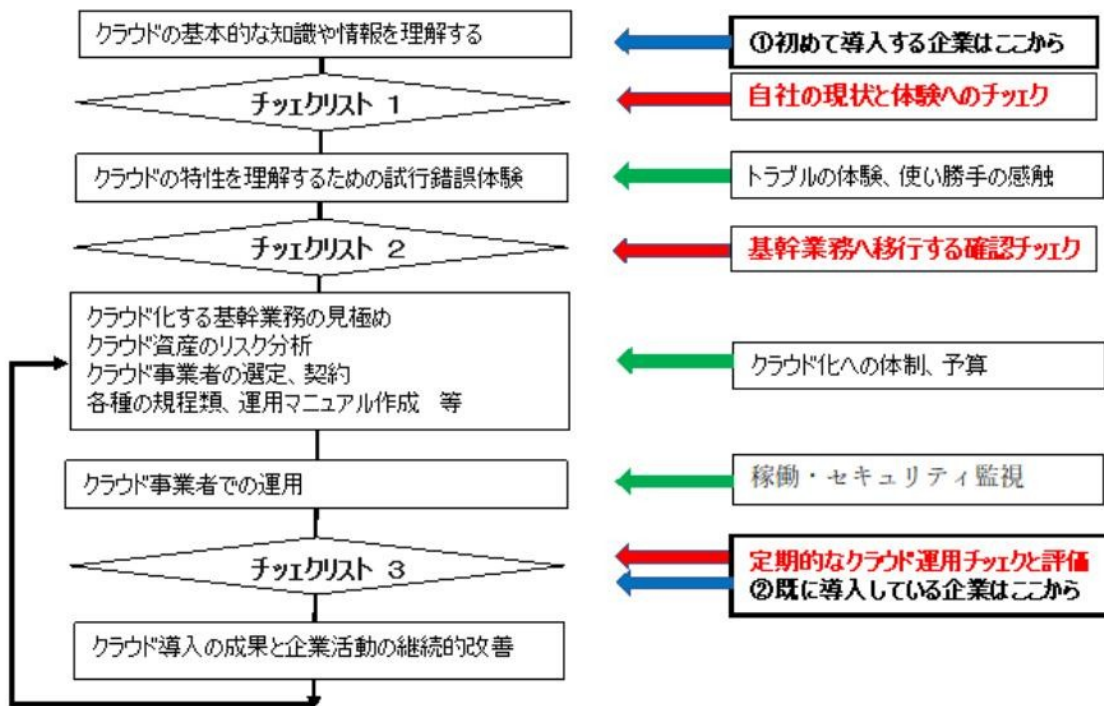 クラウドの基本的な知識や情報を理解する
①初めて導入する企業はここから
チッェクリスト 1
自社の現状と体験へのチッェク
クラウドの特性を理解するための試行錯誤体験
トラブルの体験、使い勝手の感触
チッェクリスト 2
基幹業務へ移行する確認チッェク
クラウド化する基幹業務の見極め
クラウド資産のリスク分析
クラウド事業者の選定、契約
各種の規程類、運用マニュアル作成 等
クラウド化への体制、予算
クラウド事業者での運用
稼働・セキュリティ監視
チッェクリスト 3
定期的なクラウド運用チッェクと評価
②既に導入している企業はここから
クラウド導入の成果と企業活動の継続的改善